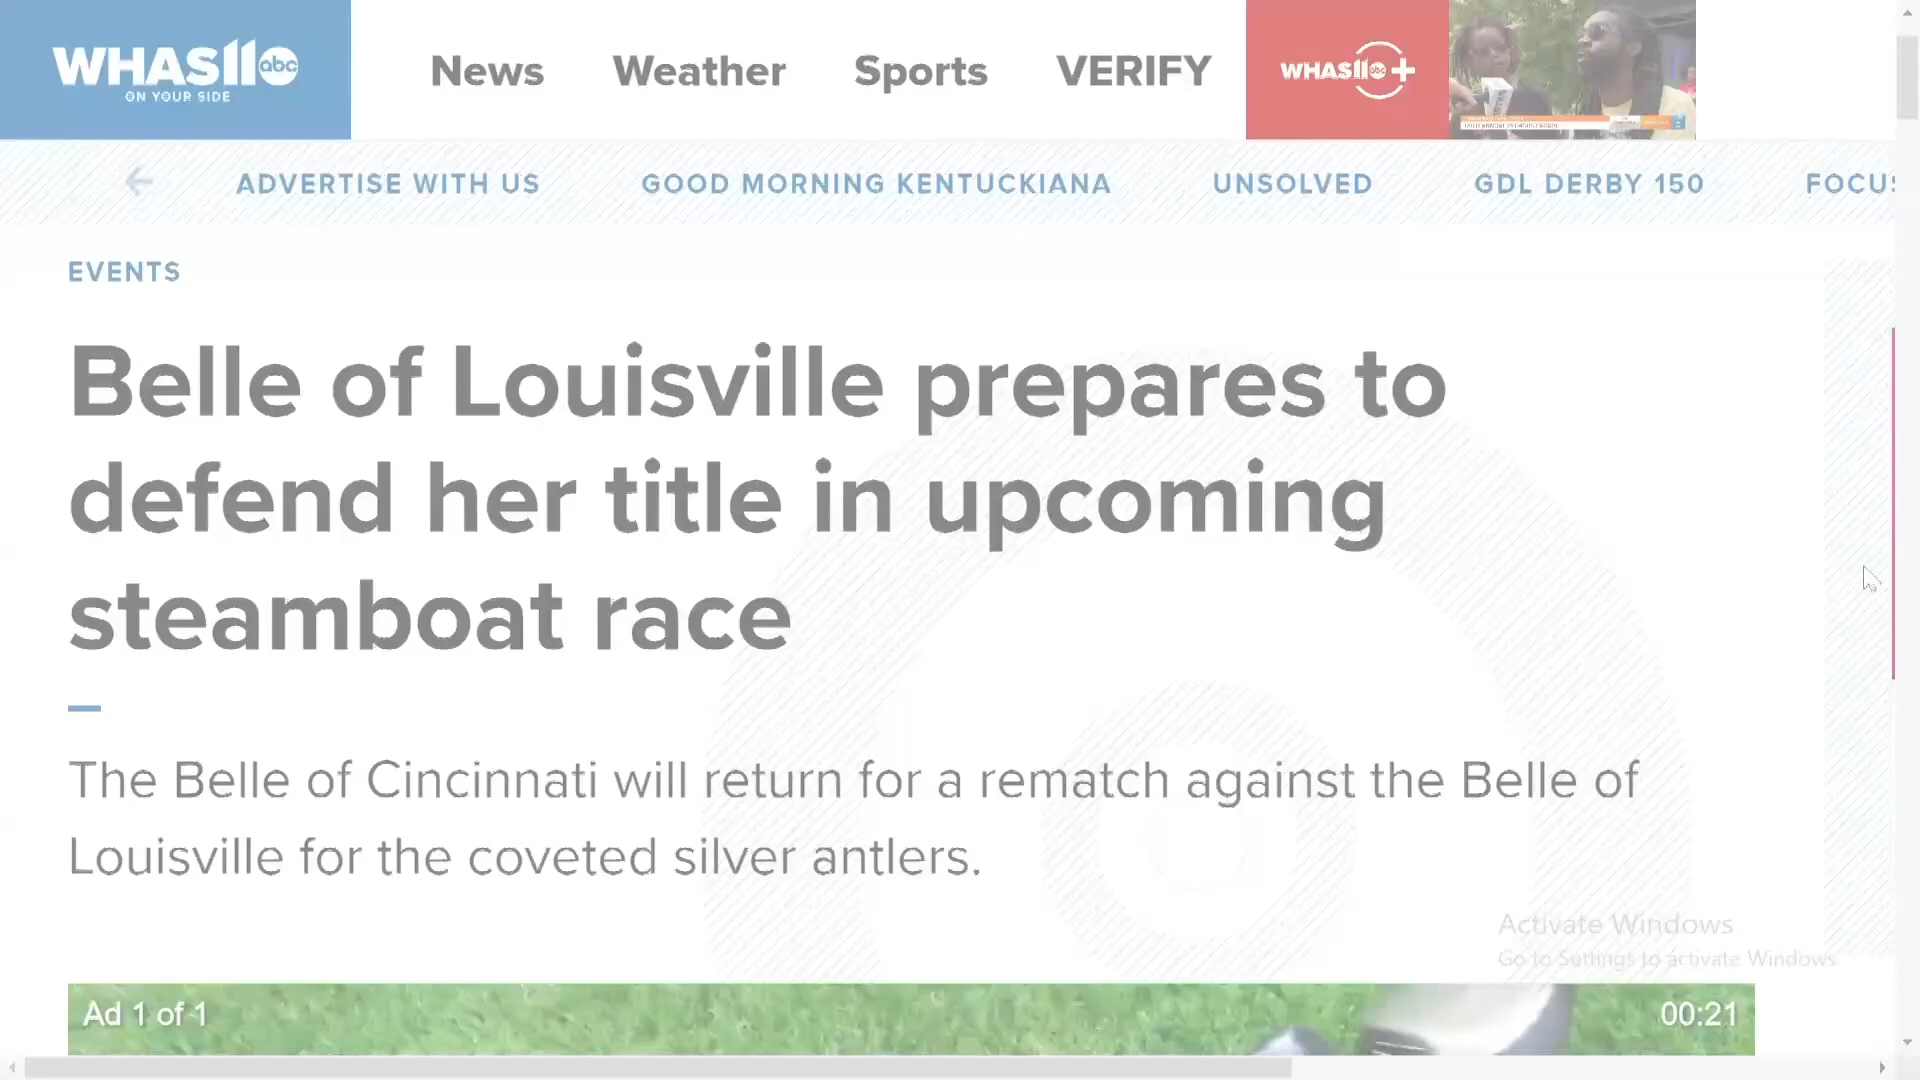 WHAS11 abc
ON YOUR SIDE
News
Weather
Sports
VERIFY
WHAS11 abc +
ADVERTISE WITH US
GOOD MORNING KENTUCKIANA
UNSOLVED
GDL DERBY 150
FOCUS
EVENTS
Belle of Louisville prepares to
defend her title in upcoming
steamboat race
The Belle of Cincinnati will return for a rematch against the Belle of
Louisville for the coveted silver antlers.
Activate Windows
Go to Settings to activate Windows.
Ad 1 of 1
00:21